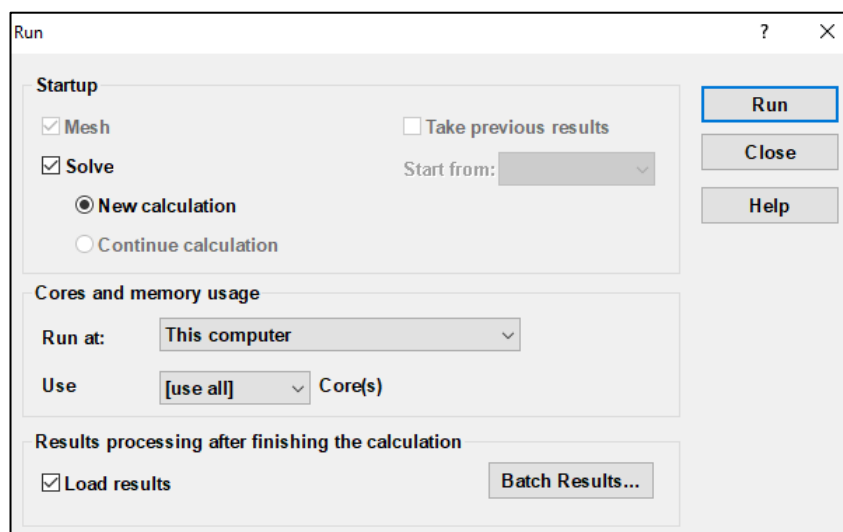 Run
?
Startup
Mesh
Take previous results
Solve
Start from:
New calculation
Continue calculation
Run
Close
Help
Cores and memory usage
Run at: This computer
Use [use all] Core(s)
Results processing after finishing the calculation
Load results
Batch Results...